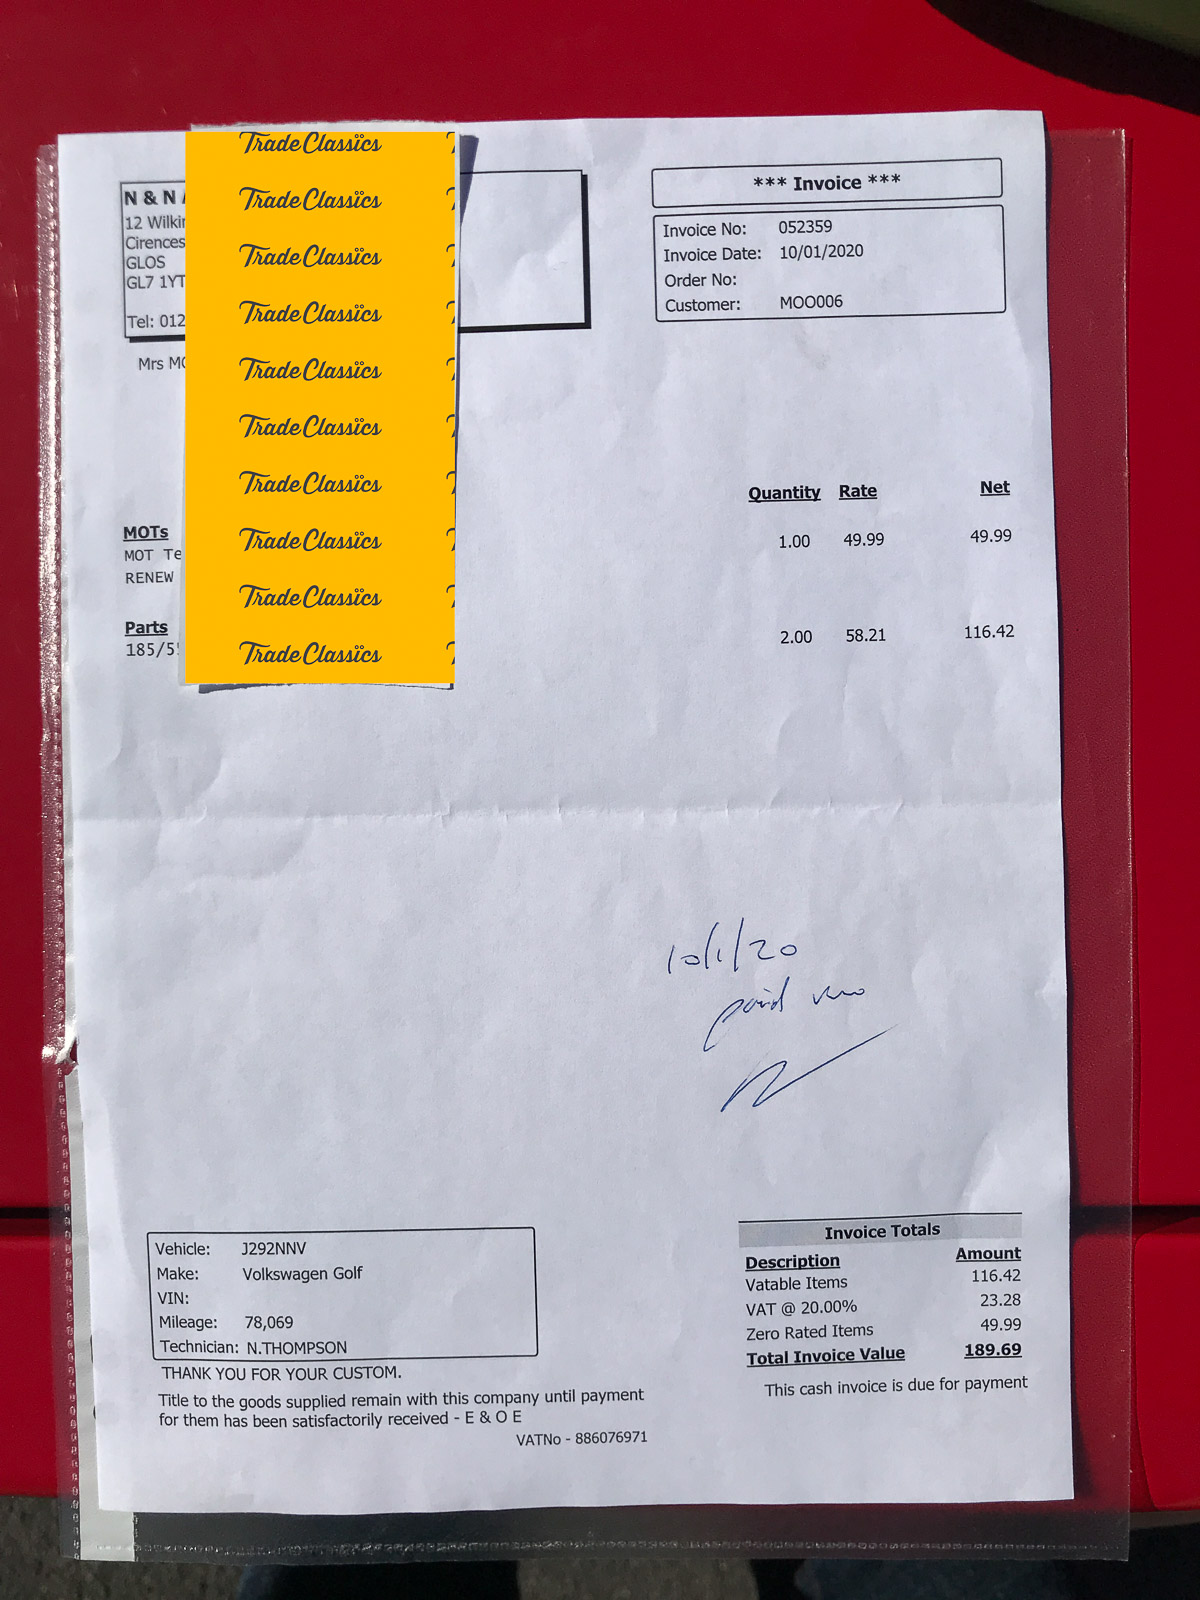 N & N
12 Wilkin
Cirences
GLOS
GL7 1YT
Tel: 012
Mrs MO
TradeClassics
TradeClassics
TradeClassics
TradeClassics
TradeClassics
TradeClassics
TradeClassics
TradeClassics
TradeClassics
TradeClassics
*** Invoice ***
Invoice No: 052359
Invoice Date: 10/01/2020
Order No:
Customer: MOO006
Quantity Rate Net
MOTs
MOT Te 1.00 49.99 49.99
RENEW
Parts
185/5 2.00 58.21 116.42
10/1/20
paid
Vehicle: J292NNV
Make: Volkswagen Golf
VIN:
Mileage: 78,069
Technician: N.THOMPSON
THANK YOU FOR YOUR CUSTOM.
Title to the goods supplied remain with this company until payment
for them has been satisfactorily received - E & O E
VATNo - 886076971
Invoice Totals
Description Amount
Vatable Items 116.42
VAT @ 20.00% 23.28
Zero Rated Items 49.99
Total Invoice Value 189.69
This cash invoice is due for payment